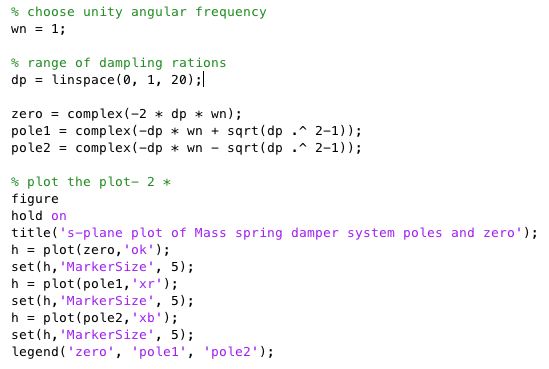 % choose unity angular frequency
wn = 1;
% range of dampling rations
dp = linspace(0, 1, 20);
zero = complex(-2 * dp * wn);
pole1 = complex(-dp * wn + sqrt(dp .^ 2-1));
pole2 = complex(-dp * wn - sqrt(dp .^ 2-1));
% plot the plot- 2 *
figure
hold on
title('s-plane plot of Mass spring damper system poles and zero');
h = plot(zero,'ok');
set(h,'MarkerSize', 5);
h = plot(pole1,'xr');
set(h,'MarkerSize', 5);
h = plot(pole2,'xb');
set(h,'MarkerSize', 5);
legend('zero', 'pole1', 'pole2');